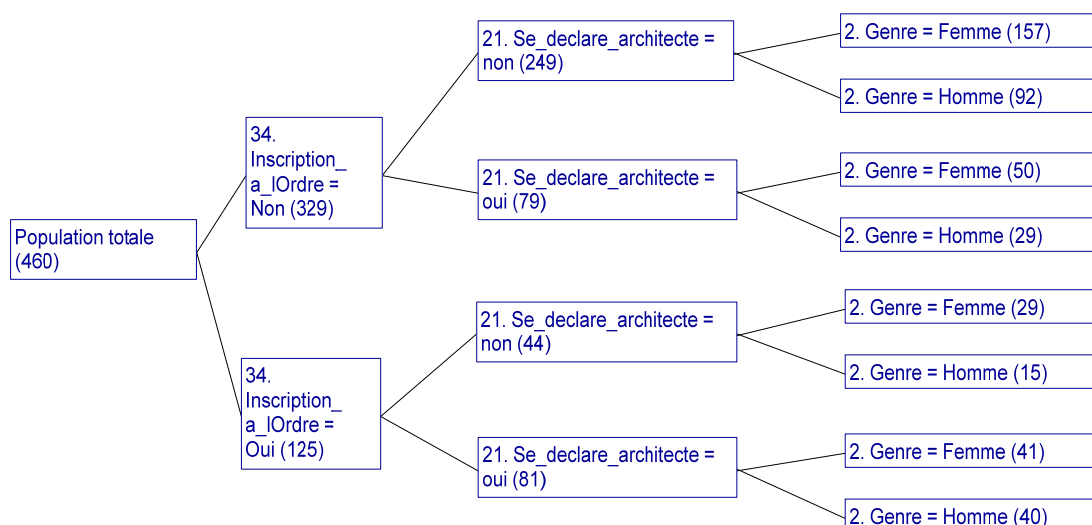 Population totale
(460)
34.
Inscription_
a_lOrdre =
Non (329)
34.
Inscription_
a_lOrdre =
Oui (125)
21. Se_declare_architecte =
non (249)
21. Se_declare_architecte =
oui (79)
21. Se_declare_architecte =
non (44)
21. Se_declare_architecte =
oui (81)
2. Genre = Femme (157)
2. Genre = Homme (92)
2. Genre = Femme (50)
2. Genre = Homme (29)
2. Genre = Femme (29)
2. Genre = Homme (15)
2. Genre = Femme (41)
2. Genre = Homme (40)